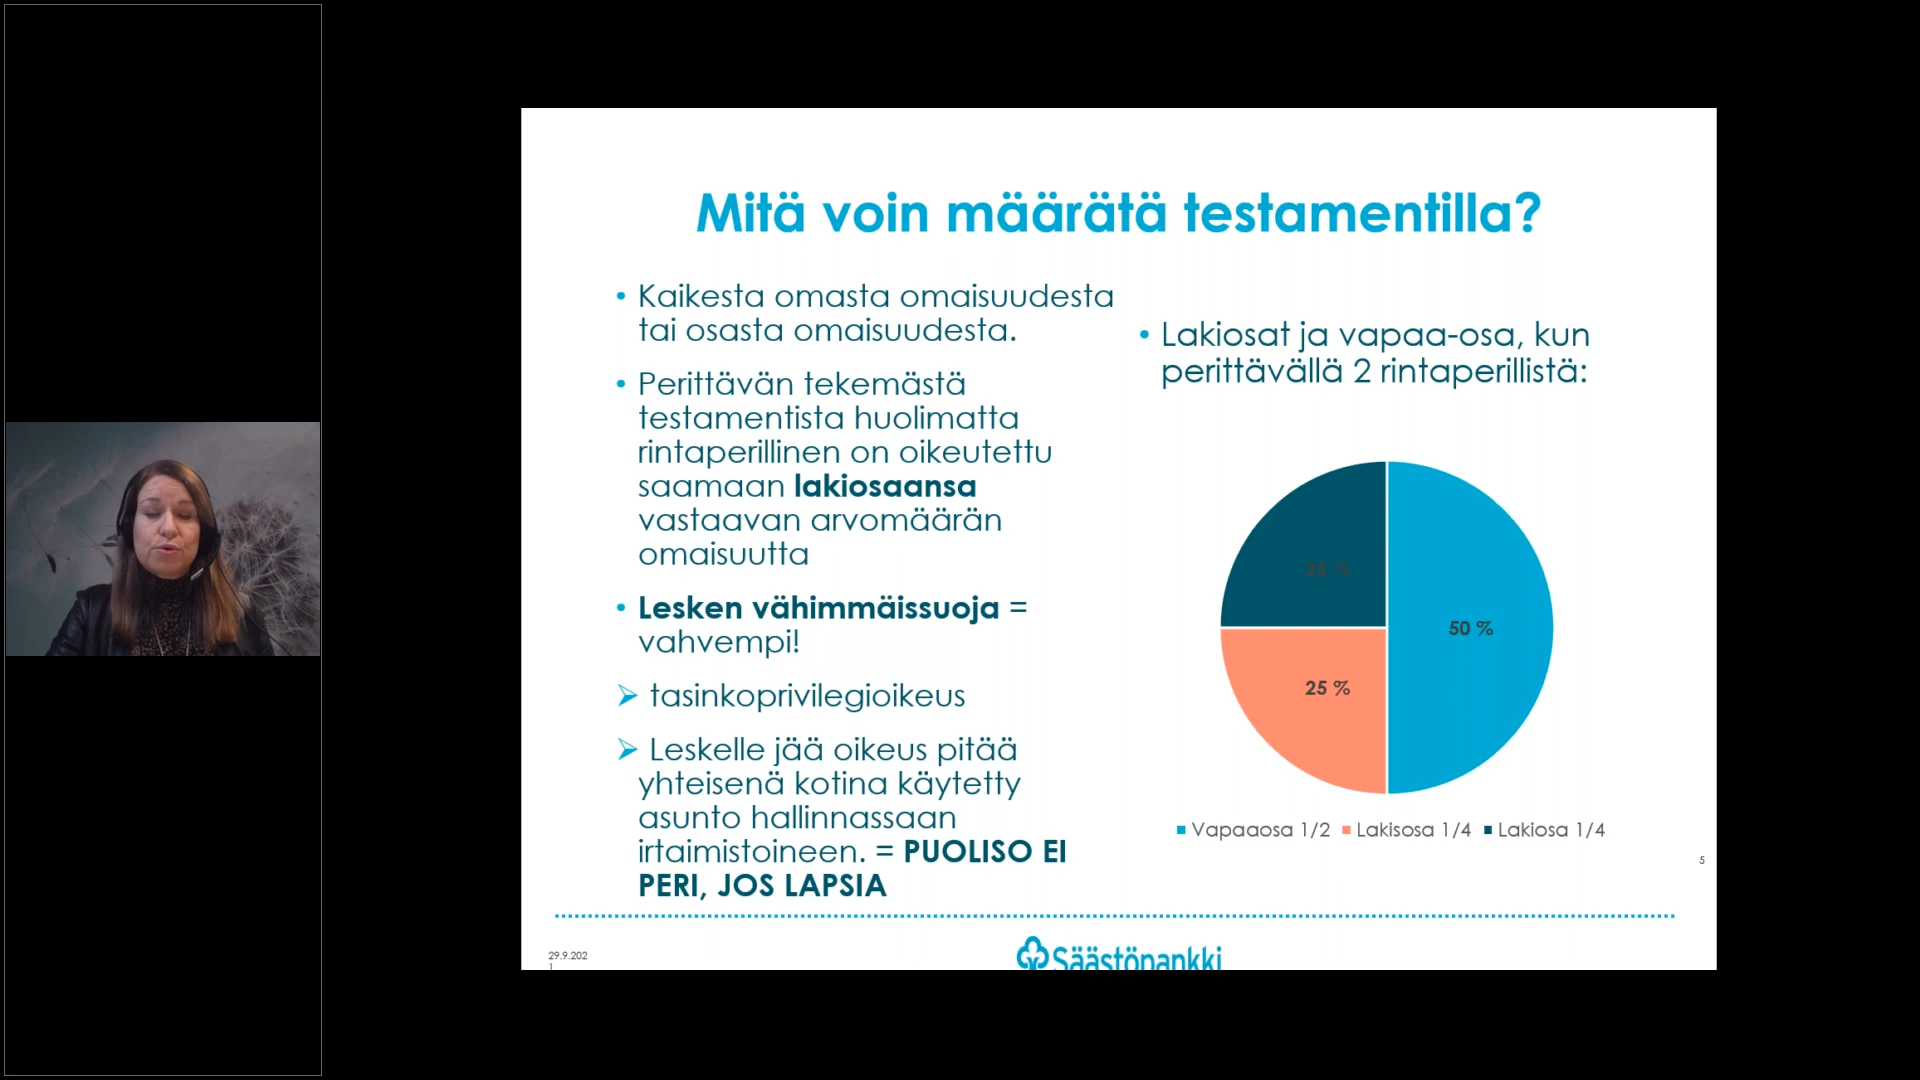 Mitä voin määrätä testamentilla?
• Kaikesta omasta omaisuudesta
tai osasta omaisuudesta.
• Perittävän tekemästä
testamentista huolimatta
rintaperillinen on oikeutettu
saamaan lakiosaansa
vastaavan arvomäärän
omaisuutta
• Lesken vähimmäissuoja =
vahvempi!
➢ tasinkoprivilegioikeus
➢ Leskelle jää oikeus pitää
yhteisenä kotina käytetty
asunto hallinnassaan
irtaimistoineen. = PUOLISO EI
PERI, JOS LAPSIA
• Lakiosat ja vapaa-osa, kun
perittävällä 2 rintaperillistä:
25 %
50 %
25 %
Vapaaosa 1/2 Lakisosa 1/4 Lakiosa 1/4
5
29.9.202
1
Säästöpankki